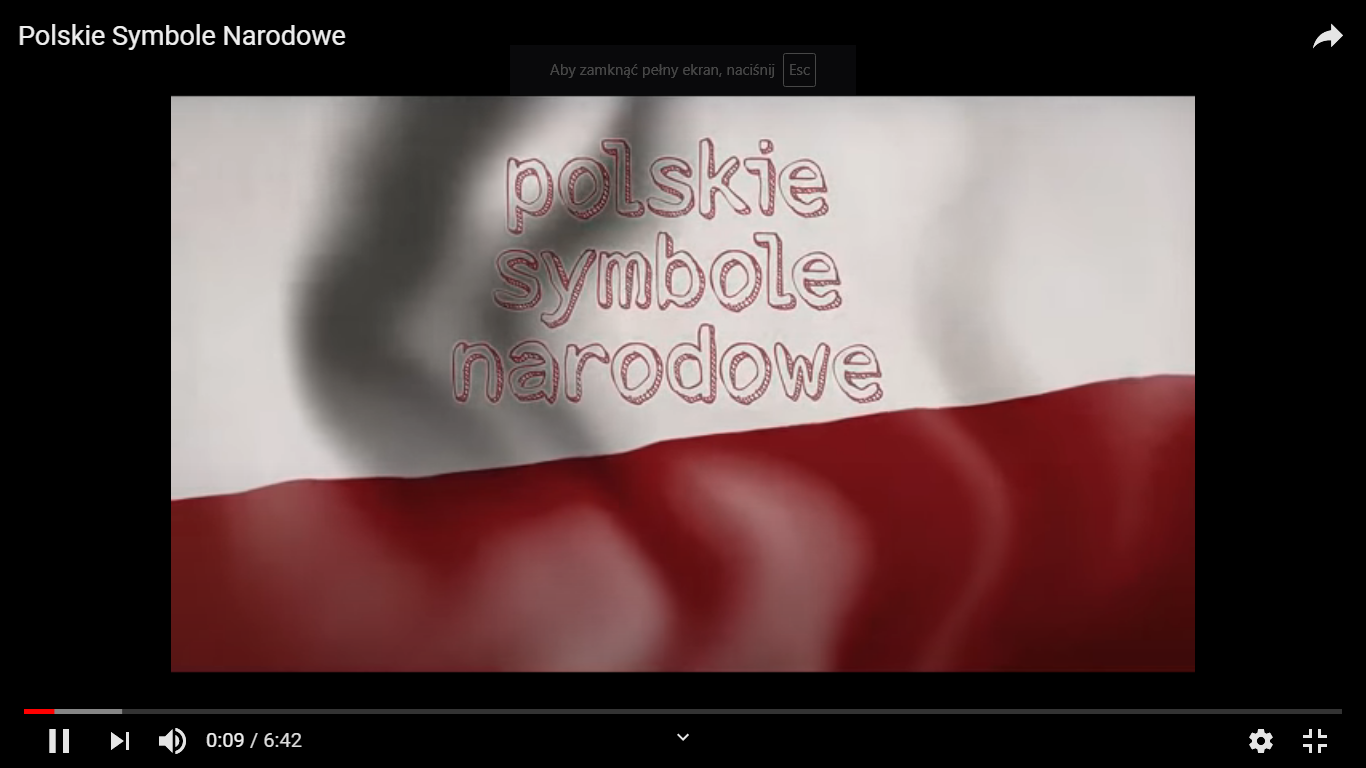 Polskie Symbole Narodowe
Aby zamknąć pełny ekran, naciśnij Esc
polskie
symbole
narodowe
0:09 / 6:42